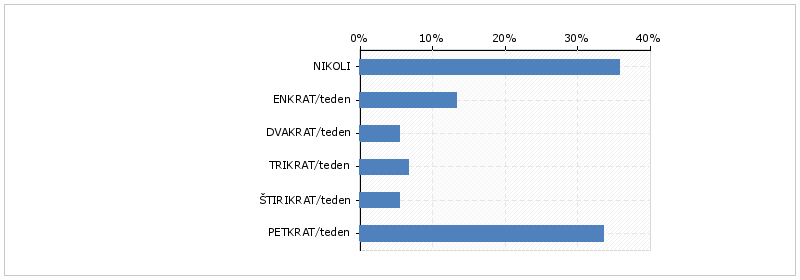 0% 10% 20% 30% 40%
NIKOLI
ENKRAT/teden
DVAKRAT/teden
TRIKRAT/teden
ŠTIRIKRAT/teden
PETKRAT/teden